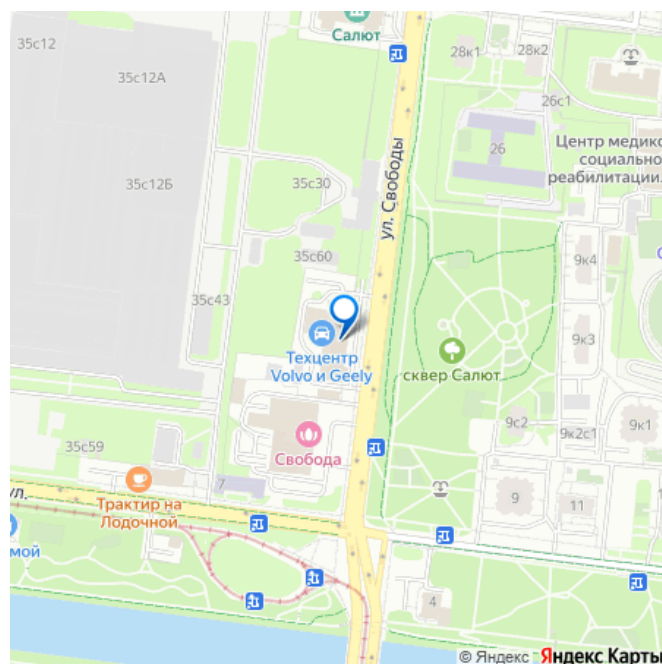 Салют
35с12
35с12А
28к1
28к2
26с1
26
Центр медико
социально
реабилитации.
35с12Б
35с30
ул. Свободы
35с60
9к4
35с43
9к3
Техцентр
Volvo и Geely
сквер Салют
9с2
9к2с1
9к1
35с59
Свобода
7
ул.
Трактир на
Лодочной
9
11
мой
4
© Яндекс Яндекс Карты